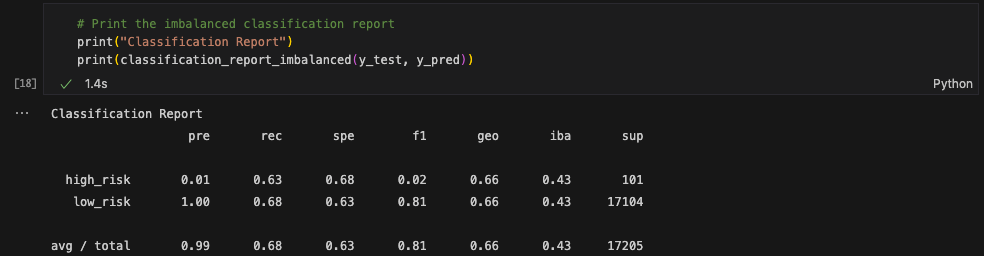 # Print the imbalanced classification report
print("Classification Report")
print(classification_report_imbalanced(y_test, y_pred))
[18] ✓ 1.4s Python
... Classification Report
pre rec spe f1 geo iba sup
high_risk 0.01 0.63 0.68 0.02 0.66 0.43 101
low_risk 1.00 0.68 0.63 0.81 0.66 0.43 17104
avg / total 0.99 0.68 0.63 0.81 0.66 0.43 17205